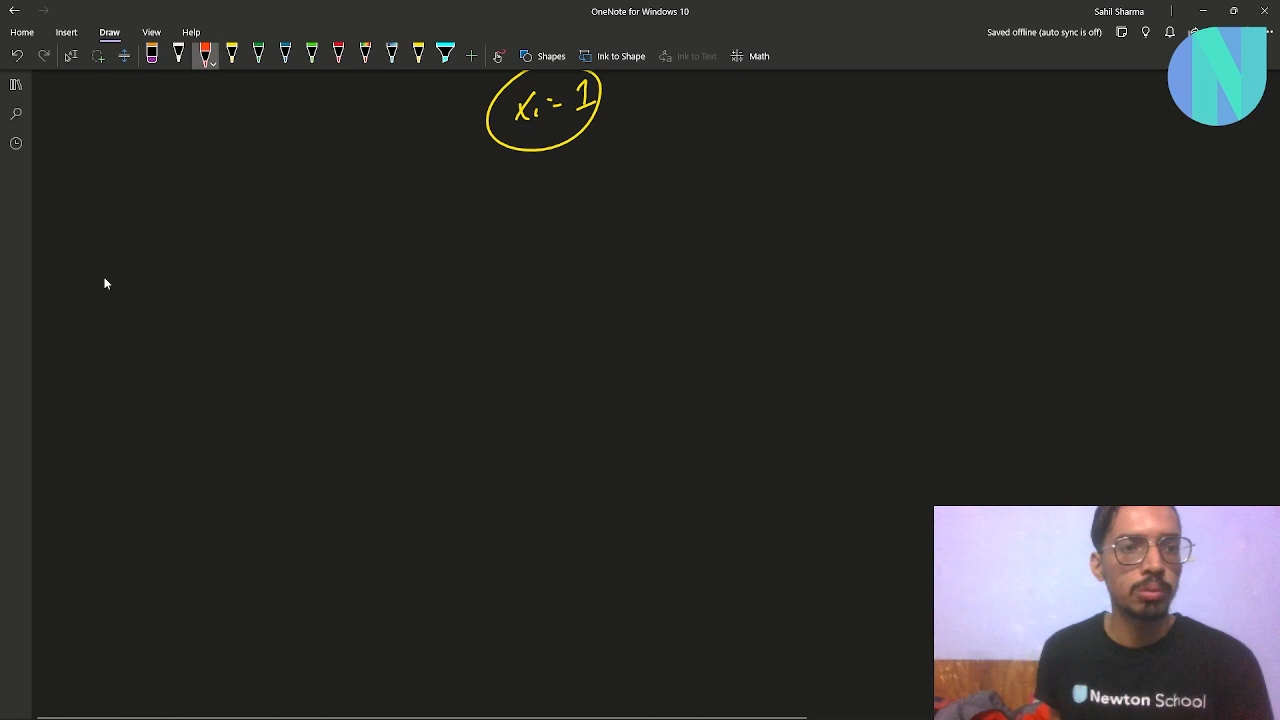 OneNote for Windows 10
Sahil Sharma
Home Insert Draw View Help
Saved offline (auto sync is off)
Shapes Ink to Shape Ink to Text Math
x₁ = 1
Newton School